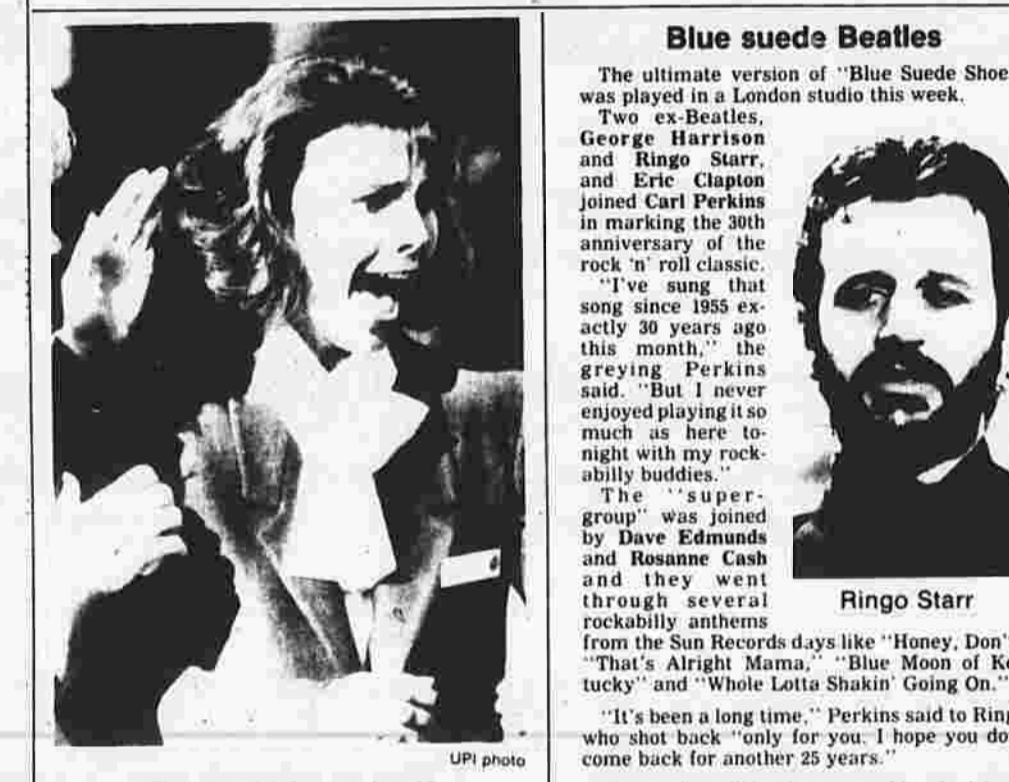 UPI photo
Blue suede Beatles
The ultimate version of "Blue Suede Shoe
was played in a London studio this week.
Two ex-Beatles,
George Harrison
and Ringo Starr,
and Eric Clapton
joined Carl Perkins
in marking the 30th
anniversary of the
rock 'n' roll classic.
"I've sung that
song since 1955 ex-
actly 30 years ago
this month," the
greying Perkins
said. "But I never
enjoyed playing it so
much as here to-
night with my rock-
abilly buddies."
The "super-
group" was joined
by Dave Edmunds
and Rosanne Cash
and they went
through several
rockabilly anthems
from the Sun Records days like "Honey, Don'
"That's Alright Mama," "Blue Moon of Ke
tucky" and "Whole Lotta Shakin' Going On."
"It's been a long time," Perkins said to Ring
who shot back "only for you. I hope you do
come back for another 25 years."
Ringo Starr